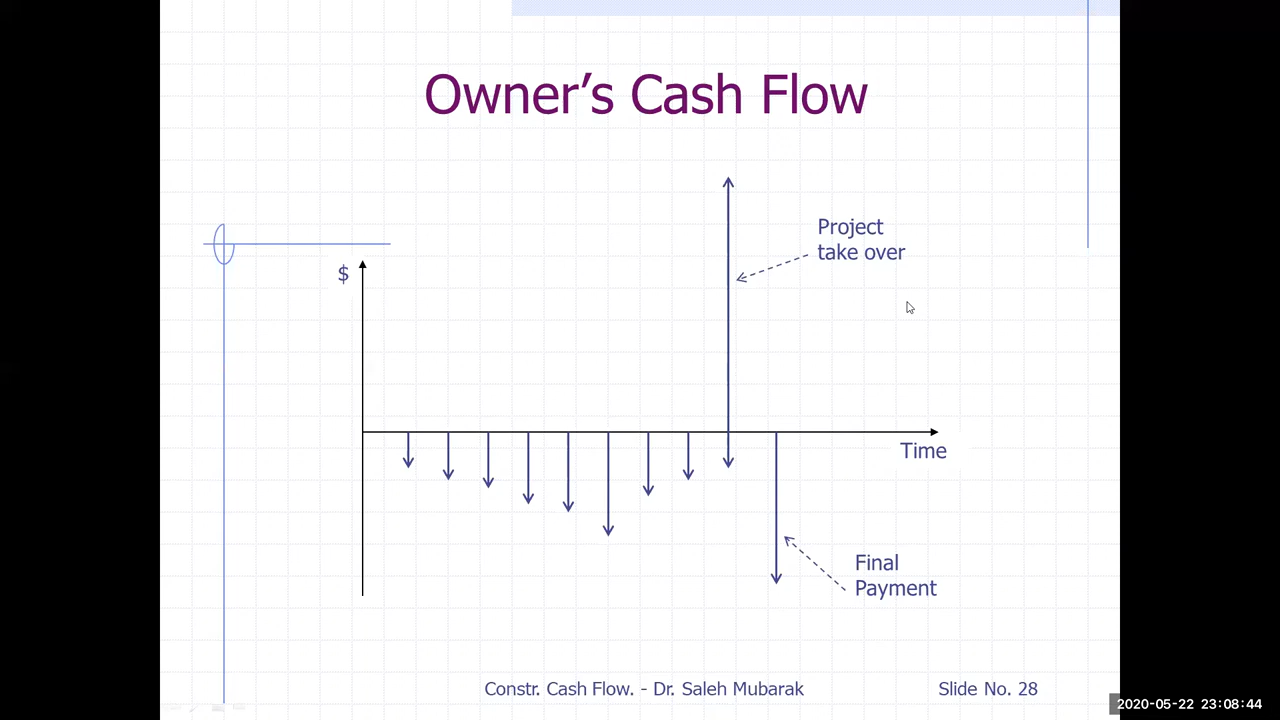 Owner’s Cash Flow
Project
take over
$
Time
Final
Payment
Constr. Cash Flow. - Dr. Saleh Mubarak
Slide No. 28
2020-05-22 23:08:44